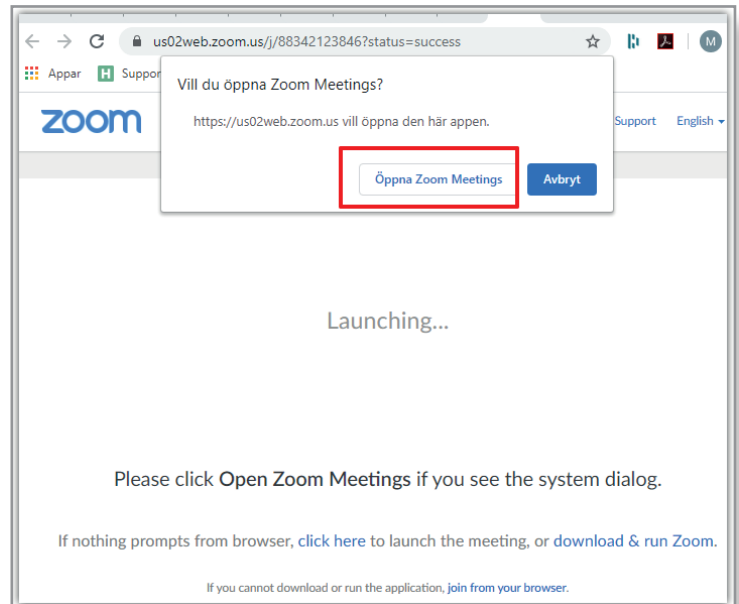 us02web.zoom.us/j/88342123846?status=success M
Appar H Suppor
Vill du öppna Zoom Meetings?
https://us02web.zoom.us vill öppna den här appen.
Öppna Zoom Meetings Avbryt
zoom Support English
Launching...
Please click Open Zoom Meetings if you see the system dialog.
If nothing prompts from browser, click here to launch the meeting, or download & run Zoom.
If you cannot download or run the application, join from your browser.